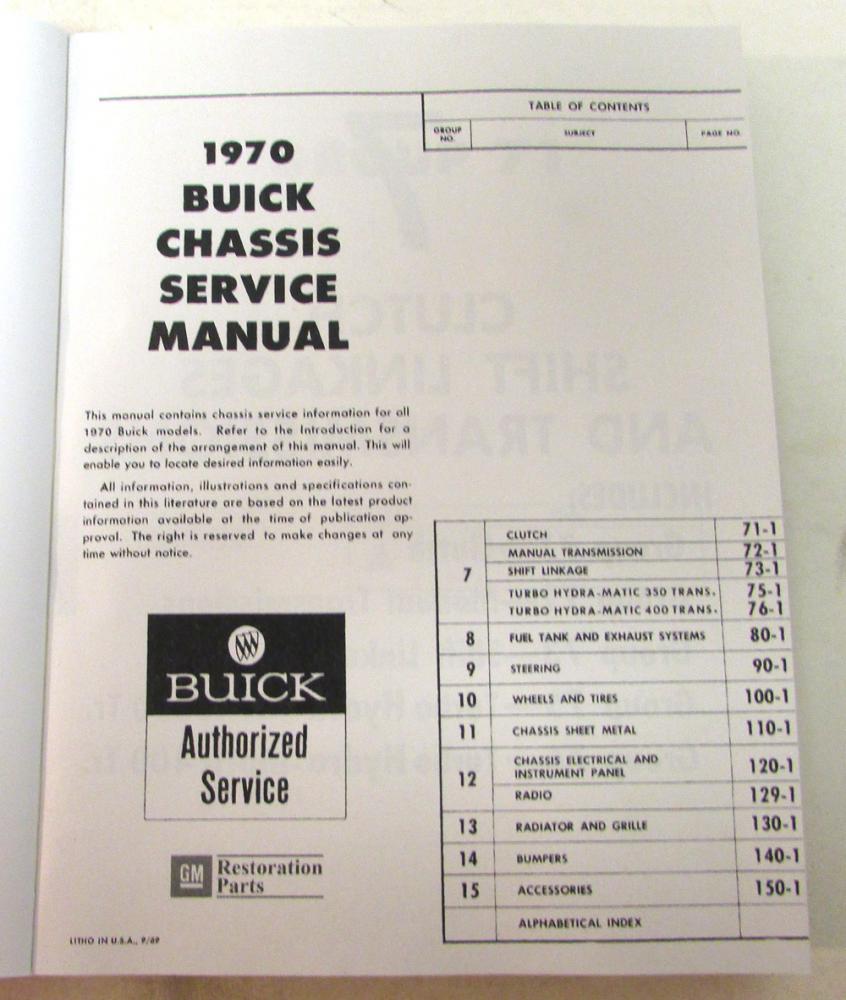 1970
BUICK
CHASSIS
SERVICE
MANUAL
This manual contains chassis service information for all
1970 Buick models. Refer to the Introduction for a
description of the arrangement of this manual. This will
enable you to locate desired information easily.
All information, illustrations and specifications con-
tained in this literature are based on the latest product
information available at the time of publication ap-
proval. The right is reserved to make changes at any
time without notice.
BUICK
Authorized
Service
GM Restoration
Parts
LITHO IN U.S.A., 9/69
TABLE OF CONTENTS
GROUP
NO.
SUBJECT
PAGE NO.
7
CLUTCH 71-1
MANUAL TRANSMISSION 72-1
SHIFT LINKAGE 73-1
TURBO HYDRA-MATIC 350 TRANS. 75-1
TURBO HYDRA-MATIC 400 TRANS. 76-1
8 FUEL TANK AND EXHAUST SYSTEMS 80-1
9 STEERING 90-1
10 WHEELS AND TIRES 100-1
11 CHASSIS SHEET METAL 110-1
12
CHASSIS ELECTRICAL AND
INSTRUMENT PANEL 120-1
RADIO 129-1
13 RADIATOR AND GRILLE 130-1
14 BUMPERS 140-1
15 ACCESSORIES 150-1
ALPHABETICAL INDEX